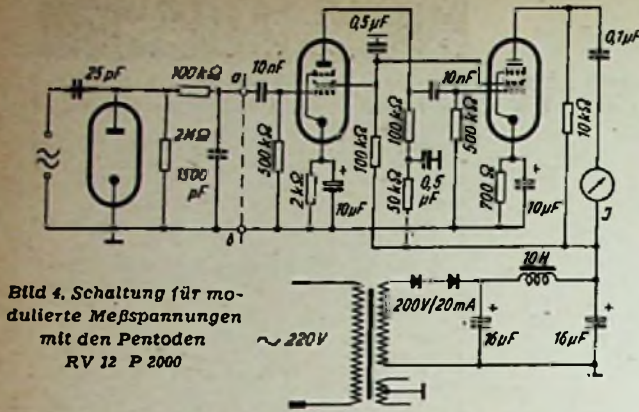 0,5µF
0,1µF
25pF
100kΩ
a
10nF
10nF
2MΩ
1500
pF
500kΩ
2kΩ
10µF
100kΩ
100kΩ
50kΩ
0,5
µF
500kΩ
700Ω
10µF
10kΩ
J
b
Bild 4. Schaltung für mo-
dulierte Meßspannungen
mit den Pentoden
RV 12 P 2000
~ 220V
200V/20mA
10H
16µF
16µF